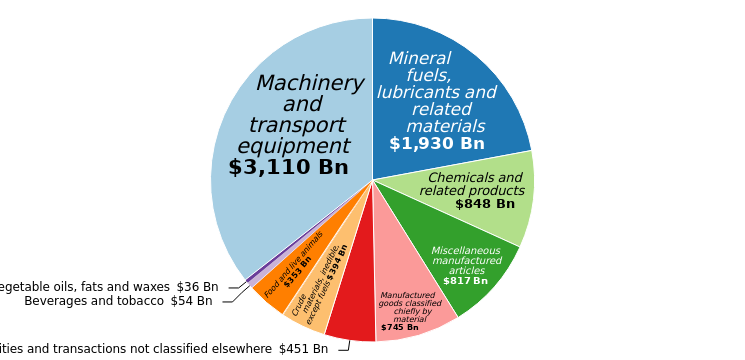 Machinery
and
transport
equipment
$3,110 Bn
Mineral
fuels,
lubricants and
related
materials
$1,930 Bn
Chemicals and
related products
$848 Bn
Miscellaneous
manufactured
articles
$817 Bn
Manufactured
goods classified
chiefly by
material
$745 Bn
Crude
materials, inedible,
except fuels $394 Bn
Food and live animals
$353 Bn
oils, fats and waxes $36 Bn
Beverages and tobacco $54 Bn
and transactions not classified elsewhere $451 Bn